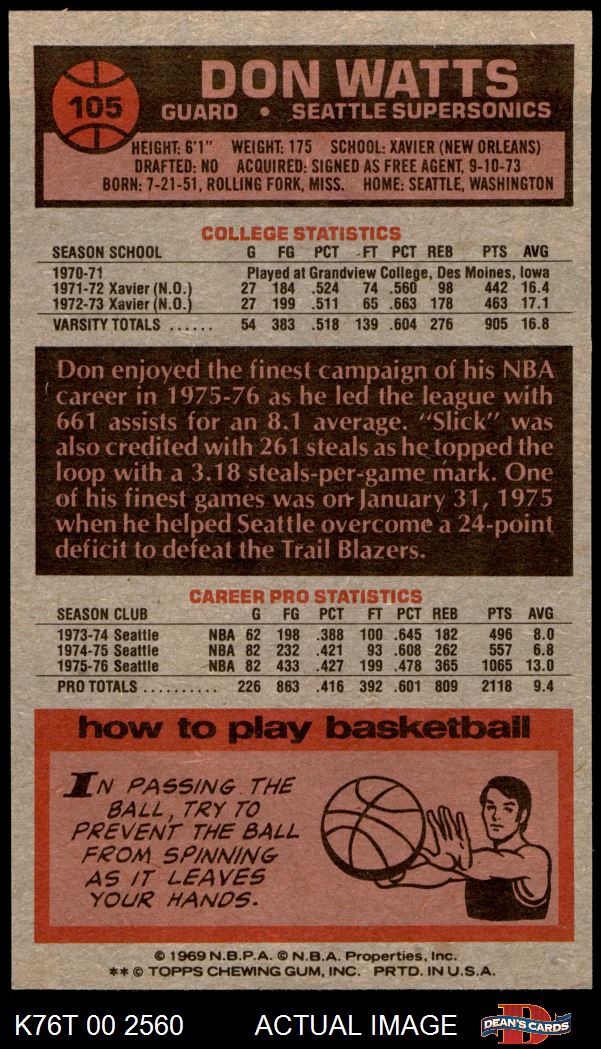 105
DON WATTS
GUARD • SEATTLE SUPERSONICS
HEIGHT: 6'1" WEIGHT: 175 SCHOOL: XAVIER (NEW ORLEANS)
DRAFTED: NO ACQUIRED: SIGNED AS FREE AGENT, 9-10-73
BORN: 7-21-51, ROLLING FORK, MISS. HOME: SEATTLE, WASHINGTON
COLLEGE STATISTICS
SEASON SCHOOL G FG PCT FT PCT REB PTS AVG
1970-71 Played at Grandview College, Des Moines, Iowa
1971-72 Xavier (N.O.) 27 184 .524 74 .560 98 442 16.4
1972-73 Xavier (N.O.) 27 199 .511 65 .663 178 463 17.1
VARSITY TOTALS ...... 54 383 .518 139 .604 276 905 16.8
Don enjoyed the finest campaign of his NBA
career in 1975-76 as he led the league with
661 assists for an 8.1 average. "Slick" was
also credited with 261 steals as he topped the
loop with a 3.18 steals-per-game mark. One
of his finest games was on January 31, 1975
when he helped Seattle overcome a 24-point
deficit to defeat the Trail Blazers.
CAREER PRO STATISTICS
SEASON CLUB G FG PCT FT PCT REB PTS AVG
1973-74 Seattle NBA 62 198 .388 100 .645 182 496 8.0
1974-75 Seattle NBA 82 232 .421 93 .608 262 557 6.8
1975-76 Seattle NBA 82 433 .427 199 .478 365 1065 13.0
PRO TOTALS .......... 226 863 .416 392 .601 809 2118 9.4
how to play basketball
IN PASSING THE
BALL, TRY TO
PREVENT THE BALL
FROM SPINNING
AS IT LEAVES
YOUR HANDS.
© 1969 N.B.P.A. © N.B.A. Properties, Inc.
** © TOPPS CHEWING GUM, INC. PRTD. IN U.S.A.
K76T 00 2560 ACTUAL IMAGE
D
DEAN'S CARDS